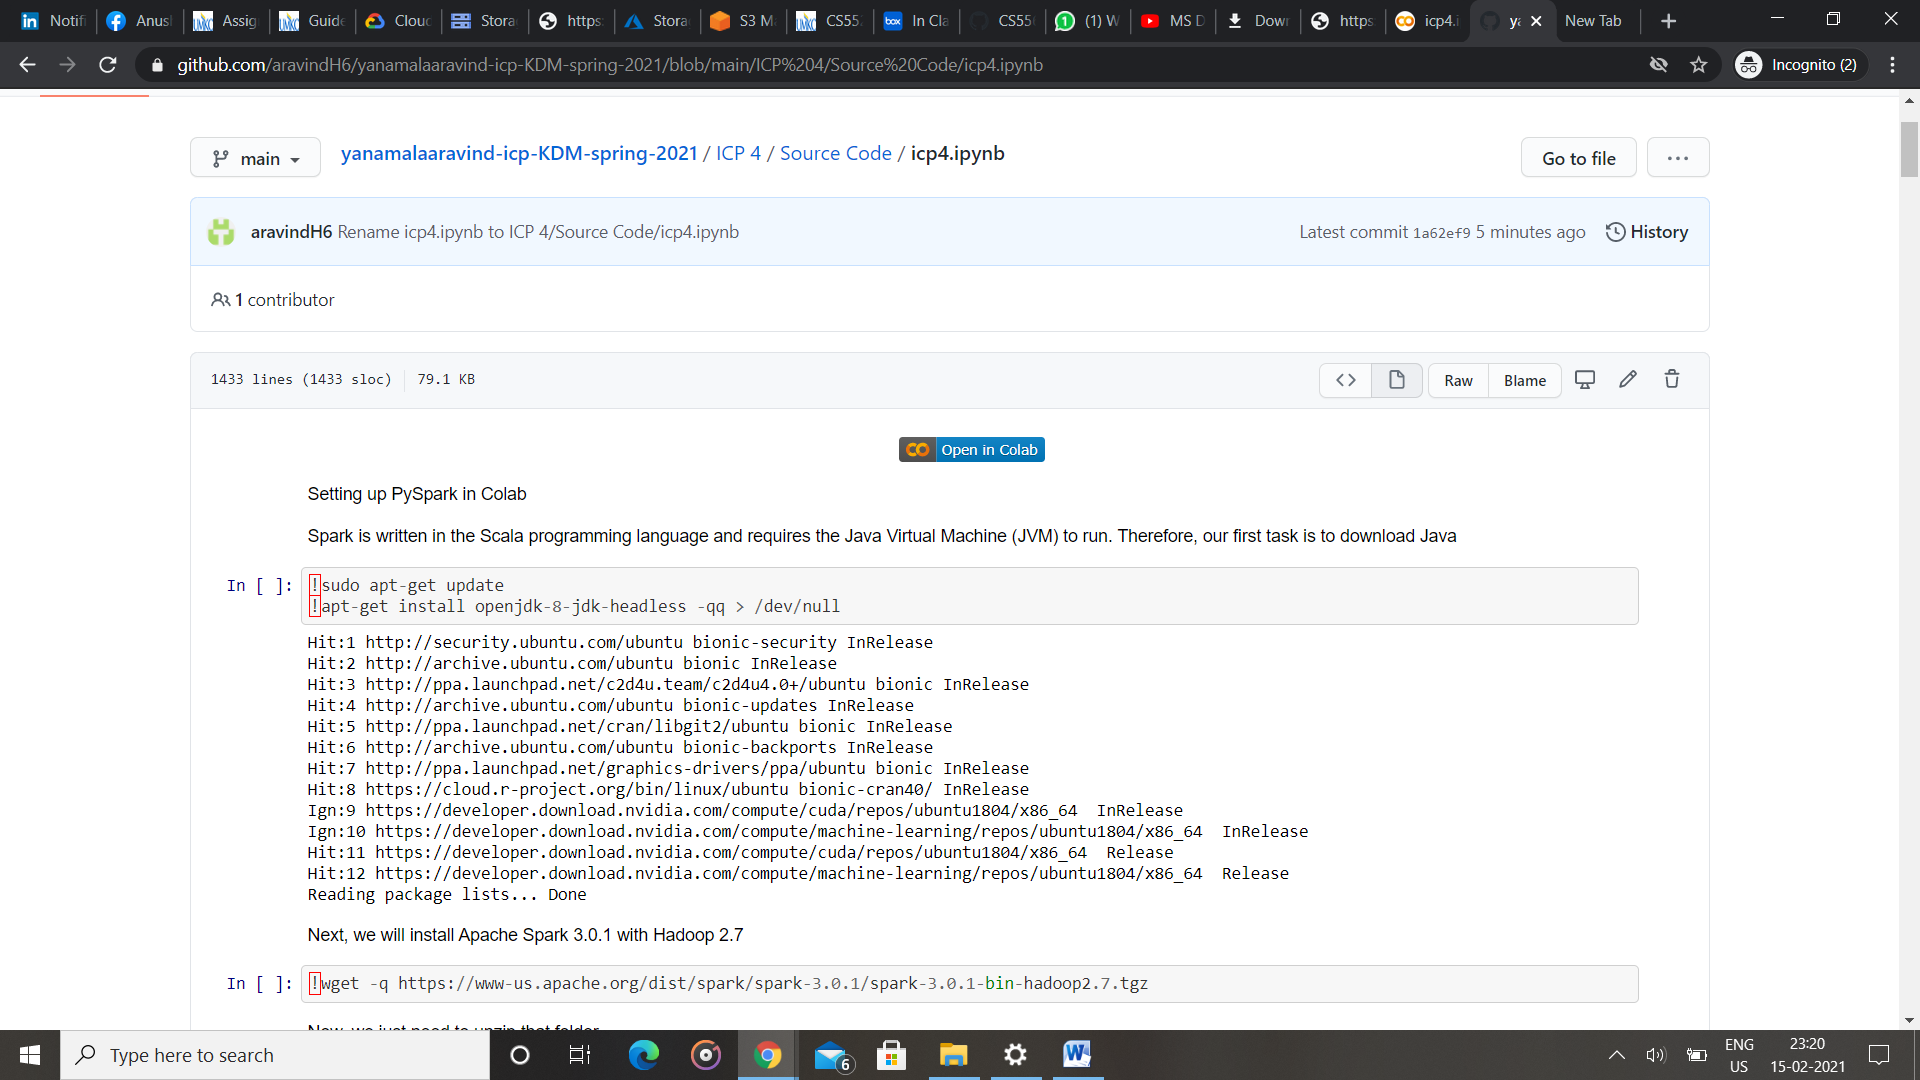 Notifi
Anush
Assig
Guide
Cloud
Stora
https:
Stora
S3 M
CS552
In Cla
CS55
(1) W
MS D
Down
https
icp4.i
ya
New Tab
github.com/aravindH6/yanamalaaravind-icp-KDM-spring-2021/blob/main/ICP%204/Source%20Code/icp4.ipynb
Incognito (2)
main
yanamalaaravind-icp-KDM-spring-2021 / ICP 4 / Source Code / icp4.ipynb
Go to file
...
aravindH6 Rename icp4.ipynb to ICP 4/Source Code/icp4.ipynb
Latest commit 1a62ef9 5 minutes ago
History
1 contributor
1433 lines (1433 sloc)
79.1 KB
<>
Raw
Blame
Open in Colab
Setting up PySpark in Colab
Spark is written in the Scala programming language and requires the Java Virtual Machine (JVM) to run. Therefore, our first task is to download Java
In [ ]: !sudo apt-get update
!apt-get install openjdk-8-jdk-headless -qq > /dev/null
Hit:1 http://security.ubuntu.com/ubuntu bionic-security InRelease
Hit:2 http://archive.ubuntu.com/ubuntu bionic InRelease
Hit:3 http://ppa.launchpad.net/c2d4u.team/c2d4u4.0+/ubuntu bionic InRelease
Hit:4 http://archive.ubuntu.com/ubuntu bionic-updates InRelease
Hit:5 http://ppa.launchpad.net/cran/libgit2/ubuntu bionic InRelease
Hit:6 http://archive.ubuntu.com/ubuntu bionic-backports InRelease
Hit:7 http://ppa.launchpad.net/graphics-drivers/ppa/ubuntu bionic InRelease
Hit:8 https://cloud.r-project.org/bin/linux/ubuntu bionic-cran40/ InRelease
Ign:9 https://developer.download.nvidia.com/compute/cuda/repos/ubuntu1804/x86_64  InRelease
Ign:10 https://developer.download.nvidia.com/compute/machine-learning/repos/ubuntu1804/x86_64  InRelease
Hit:11 https://developer.download.nvidia.com/compute/cuda/repos/ubuntu1804/x86_64  Release
Hit:12 https://developer.download.nvidia.com/compute/machine-learning/repos/ubuntu1804/x86_64  Release
Reading package lists... Done
Next, we will install Apache Spark 3.0.1 with Hadoop 2.7
In [ ]: !wget -q https://www-us.apache.org/dist/spark/spark-3.0.1/spark-3.0.1-bin-hadoop2.7.tgz
Now, we just need to unzip that folder.
Type here to search
6
ENG
US
23:20
15-02-2021